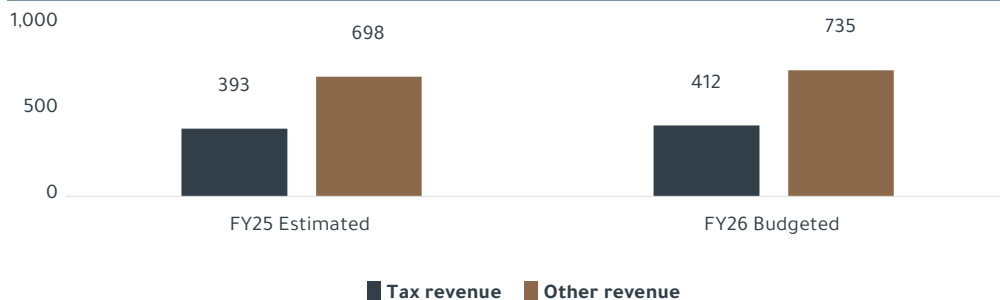 1,000
698
735
393
412
500
0
FY25 Estimated
FY26 Budgeted
Tax revenue
Other revenue